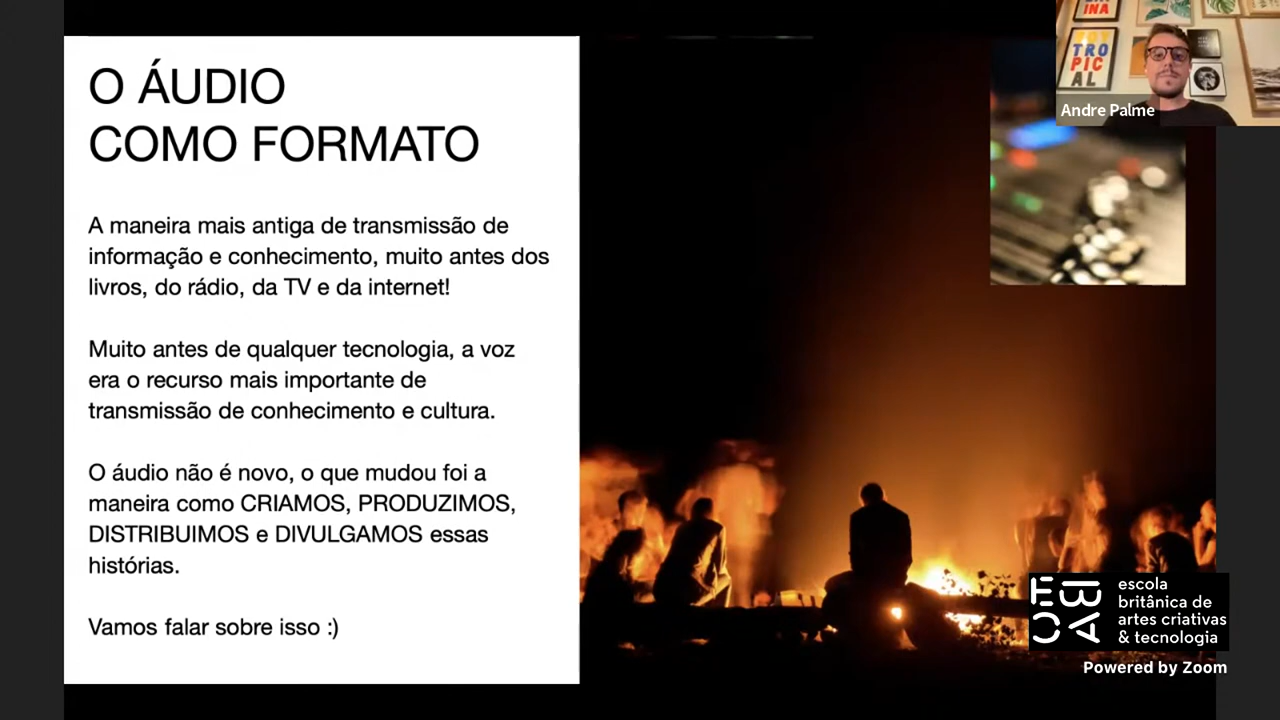 O ÁUDIO
COMO FORMATO
A maneira mais antiga de transmissão de
informação e conhecimento, muito antes dos
livros, do rádio, da TV e da internet!
Muito antes de qualquer tecnologia, a voz
era o recurso mais importante de
transmissão de conhecimento e cultura.
O áudio não é novo, o que mudou foi a
maneira como CRIAMOS, PRODUZIMOS,
DISTRIBUIMOS e DIVULGAMOS essas
histórias.
Vamos falar sobre isso :)
TRO
PIC
AL
Andre Palme
escola
britânica de
artes criativas
& tecnologia
Powered by Zoom